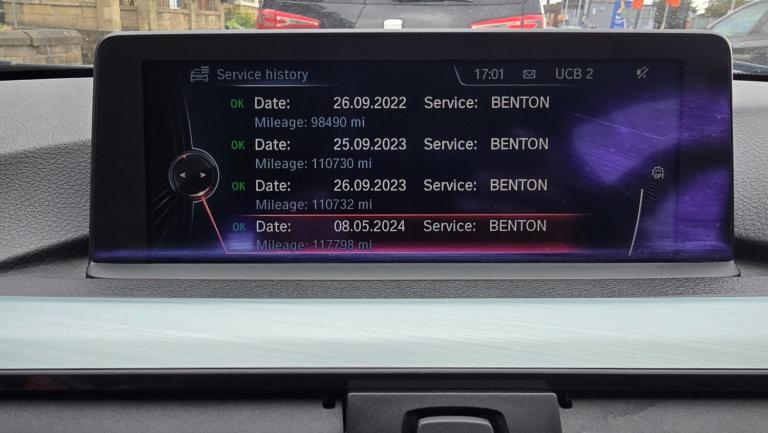 Service history
17:01
UCB 2
OK Date: 26.09.2022 Service: BENTON
Mileage: 98490 mi
OK Date: 25.09.2023 Service: BENTON
Mileage: 110730 mi
OK Date: 26.09.2023 Service: BENTON
Mileage: 110732 mi
OPT
OK Date: 08.05.2024 Service: BENTON
Mileage: 117798 mi